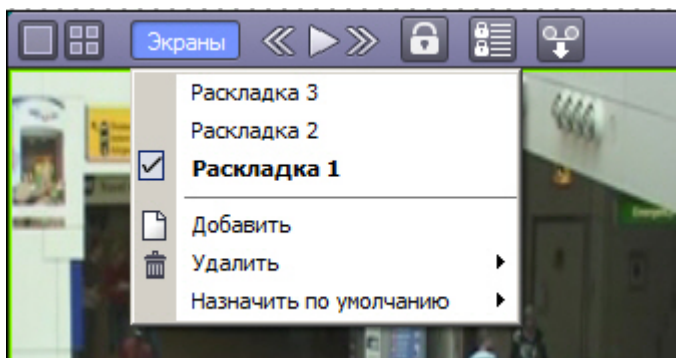 Экраны
Раскладка 3
Раскладка 2
Раскладка 1
Добавить
Удалить
Назначить по умолчанию